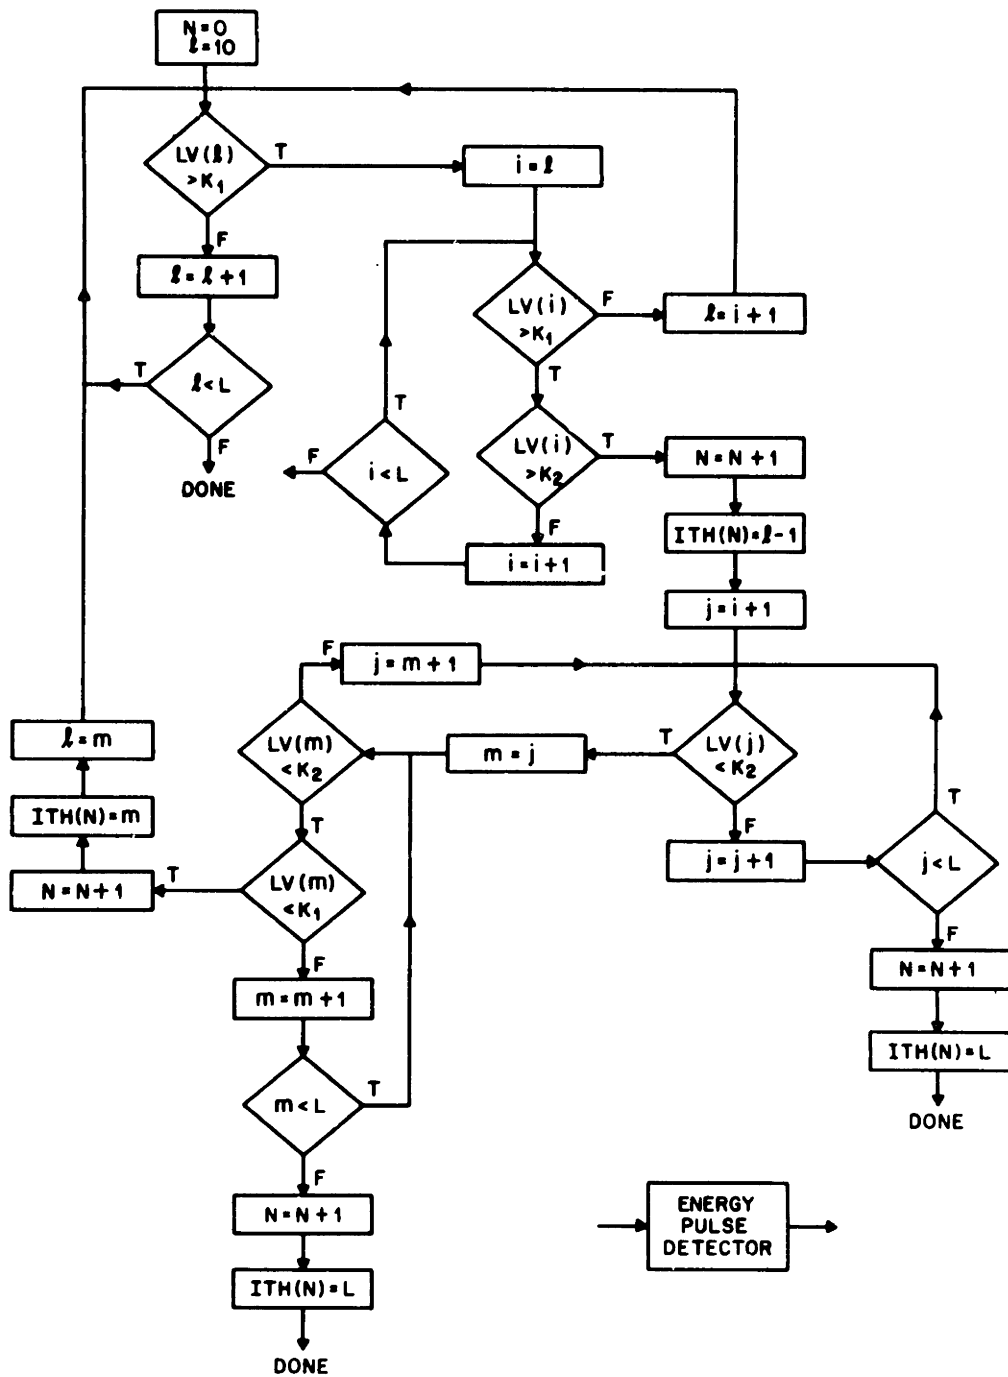 N=0
ℓ=10
LV(ℓ)
>K₁
T
i=ℓ
F
ℓ=ℓ+1
LV(i)
>K₁
F
ℓ=i+1
T
ℓ<L
T
F
DONE
T
LV(i)
>K₂
T
N=N+1
i<L
F
F
ITH(N)=ℓ-1
i=i+1
j=i+1
F
j=m+1
ℓ=m
LV(m)
<K₂
m=j
T
LV(j)
<K₂
T
ITH(N)=m
T
F
j=j+1
j<L
N=N+1
T
LV(m)
<K₁
F
F
N=N+1
m=m+1
ITH(N)=L
m<L
T
DONE
F
N=N+1
ENERGY
PULSE
DETECTOR
ITH(N)=L
DONE